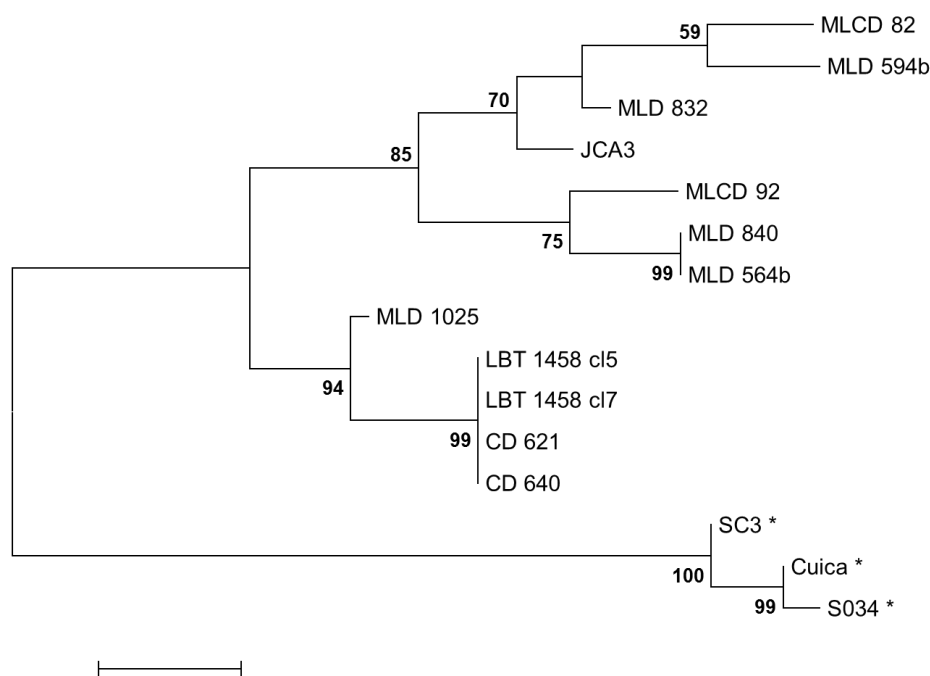 59
MLCD 82
MLD 594b
70
MLD 832
85
JCA3
MLCD 92
75
MLD 840
99
MLD 564b
MLD 1025
94
LBT 1458 cl5
LBT 1458 cl7
99
CD 621
CD 640
SC3 *
100
Cuica *
99
S034 *